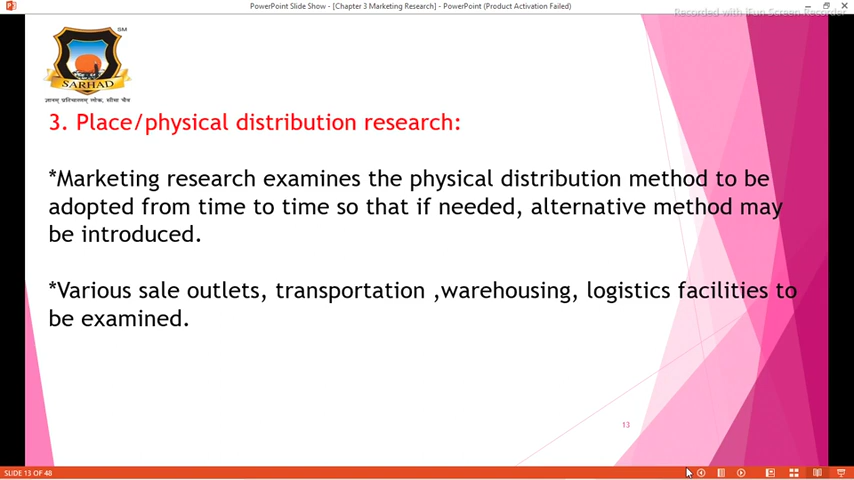 PowerPoint Slide Show - [Chapter 3 Marketing Research] - PowerPoint (Product Activation Failed)
Recorded with iFun Screen Recorder
SM
SARHAD
3. Place/physical distribution research:
*Marketing research examines the physical distribution method to be
adopted from time to time so that if needed, alternative method may
be introduced.
*Various sale outlets, transportation ,warehousing, logistics facilities to
be examined.
13
SLIDE 13 OF 48